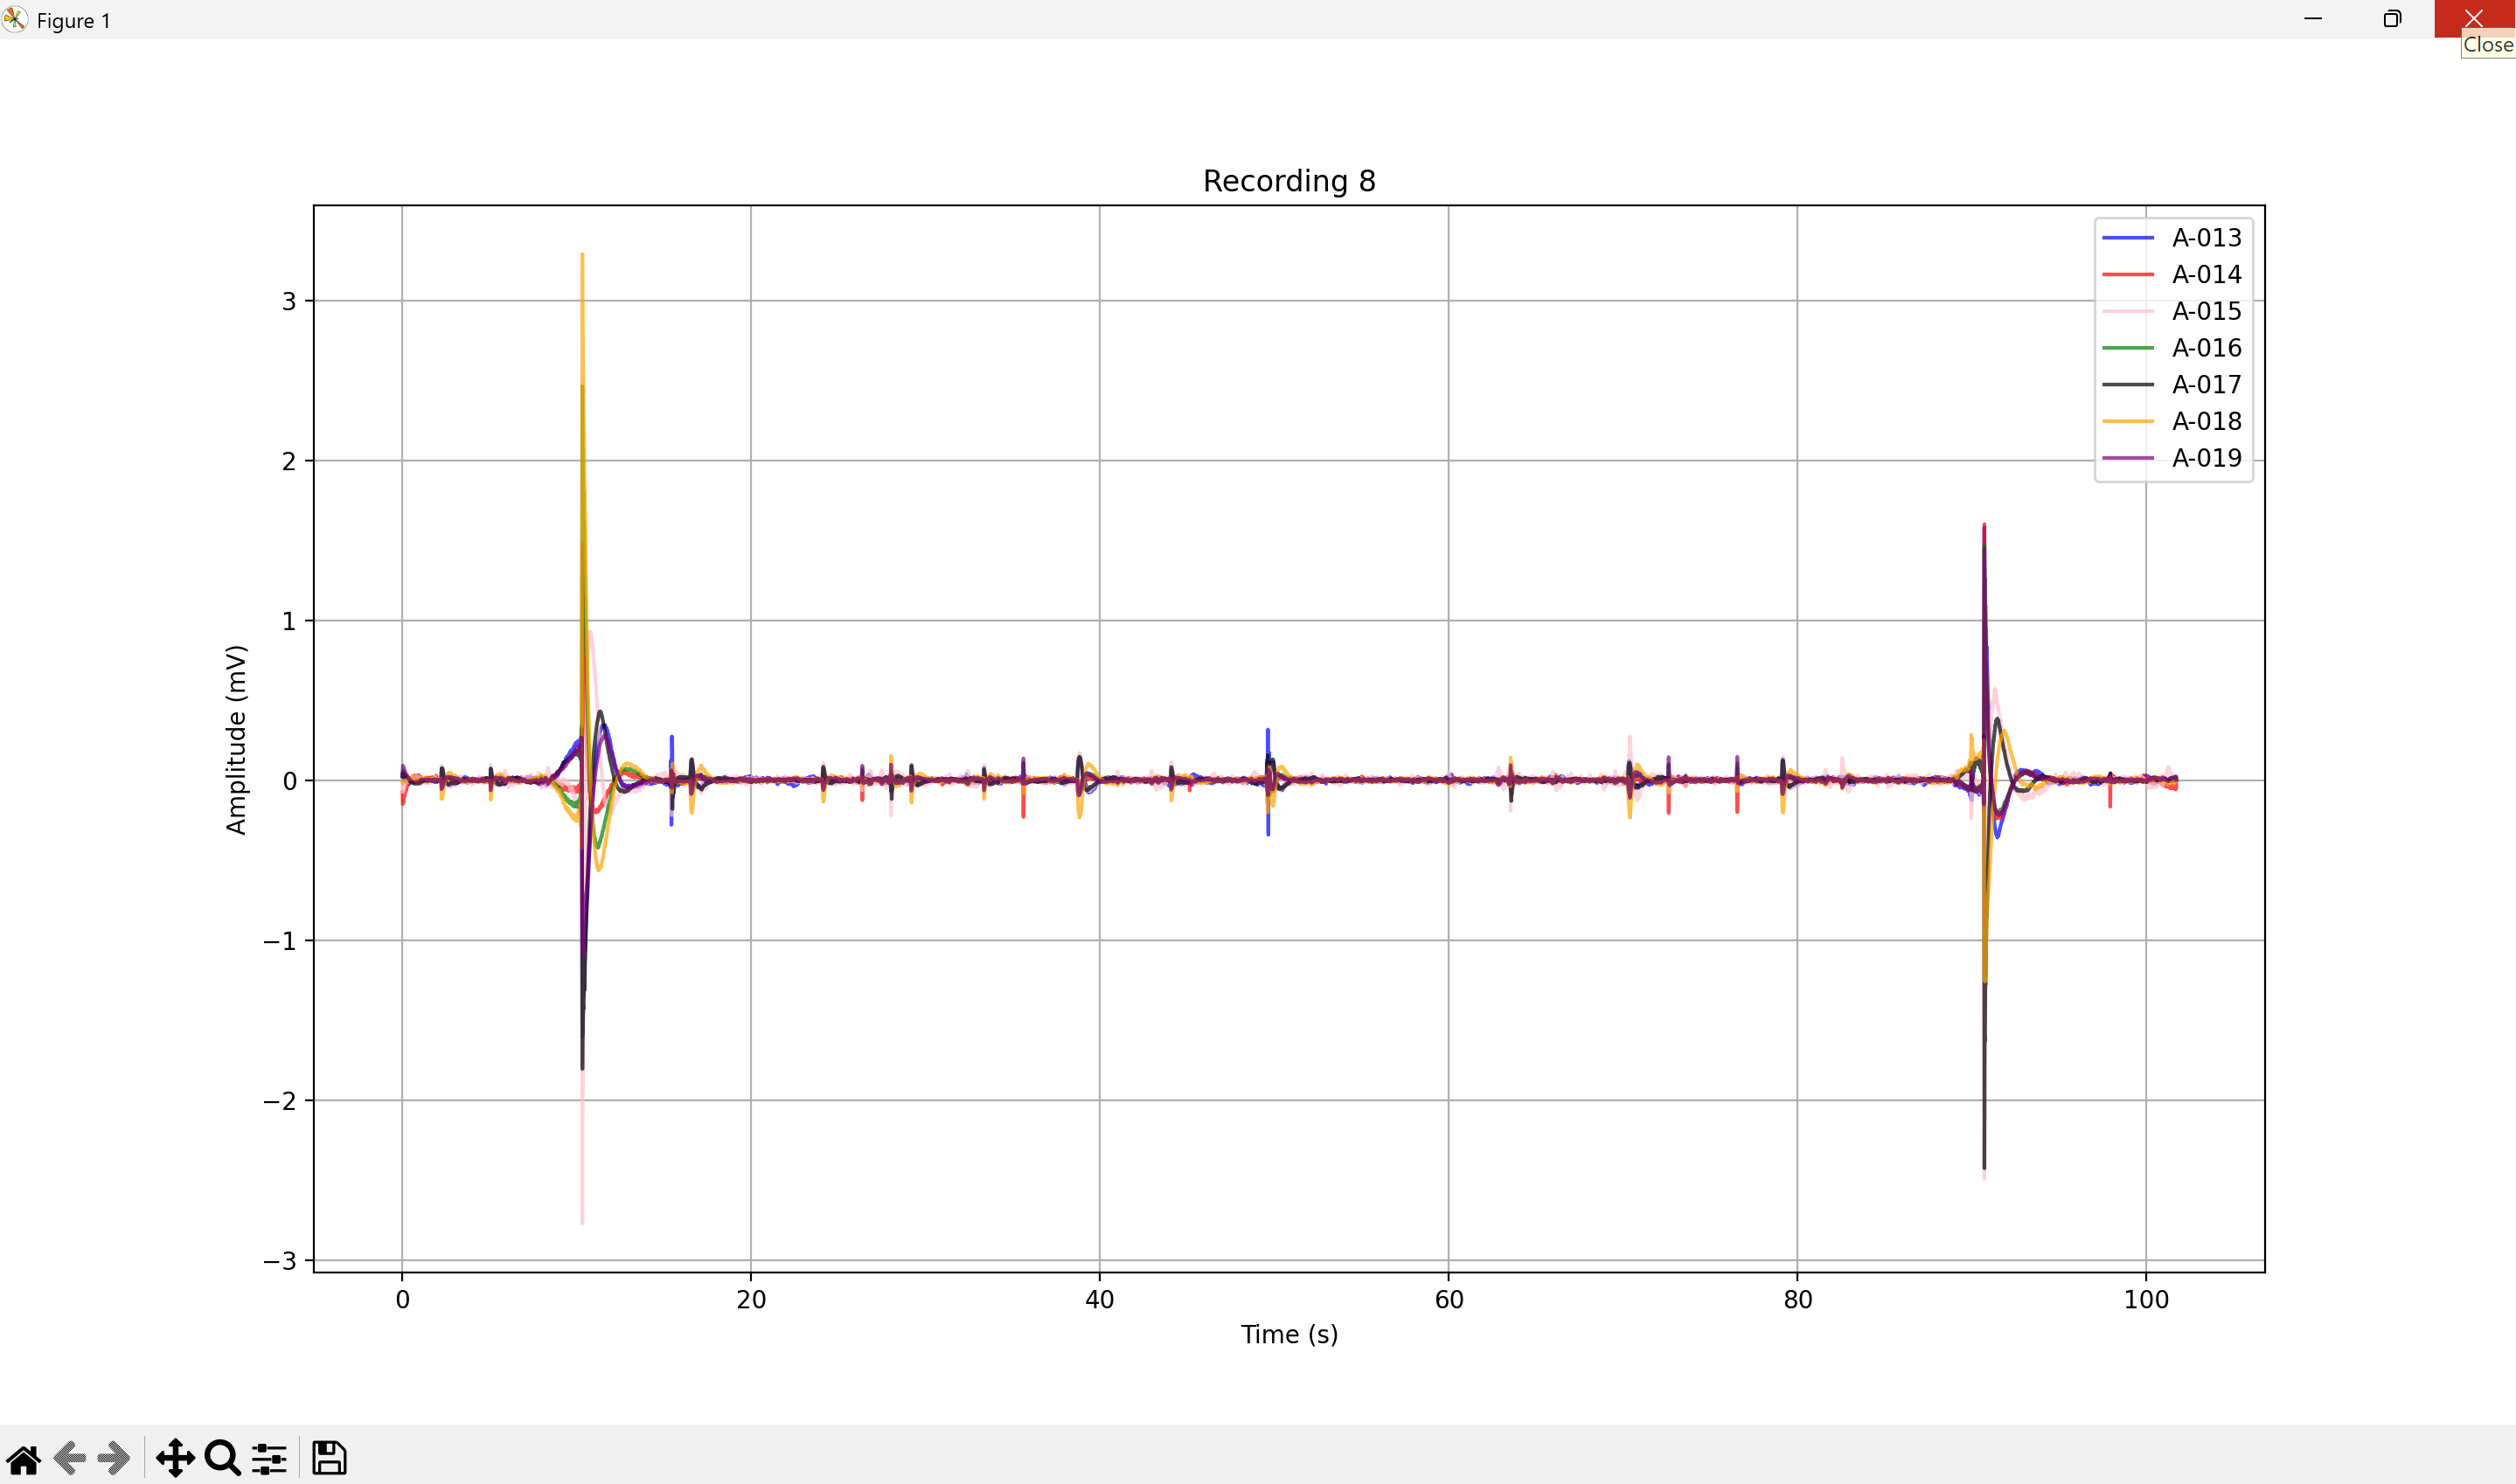 Figure 1
Close
Recording 8
A-013
A-014
A-015
A-016
A-017
A-018
A-019
Amplitude (mV)
3
2
1
0
−1
−2
−3
0 20 40 60 80 100
Time (s)